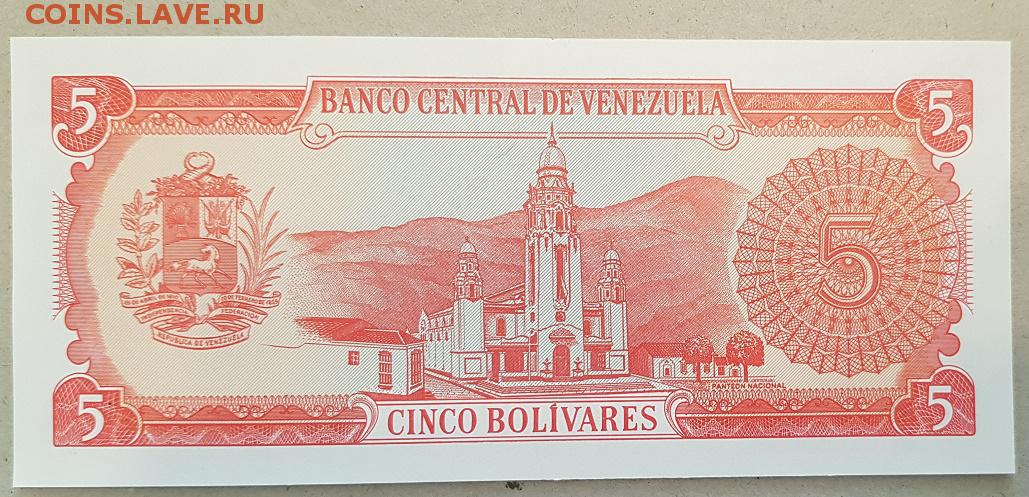 COINS.LAVE.RU
5
BANCO CENTRAL DE VENEZUELA
5
5
19 DE ABRIL DE 1810
20 DE FEBRERO DE 1859
INDEPENDENCIA
FEDERACION
REPUBLICA DE VENEZUELA
PANTEON NACIONAL
5
CINCO BOLÍVARES
5